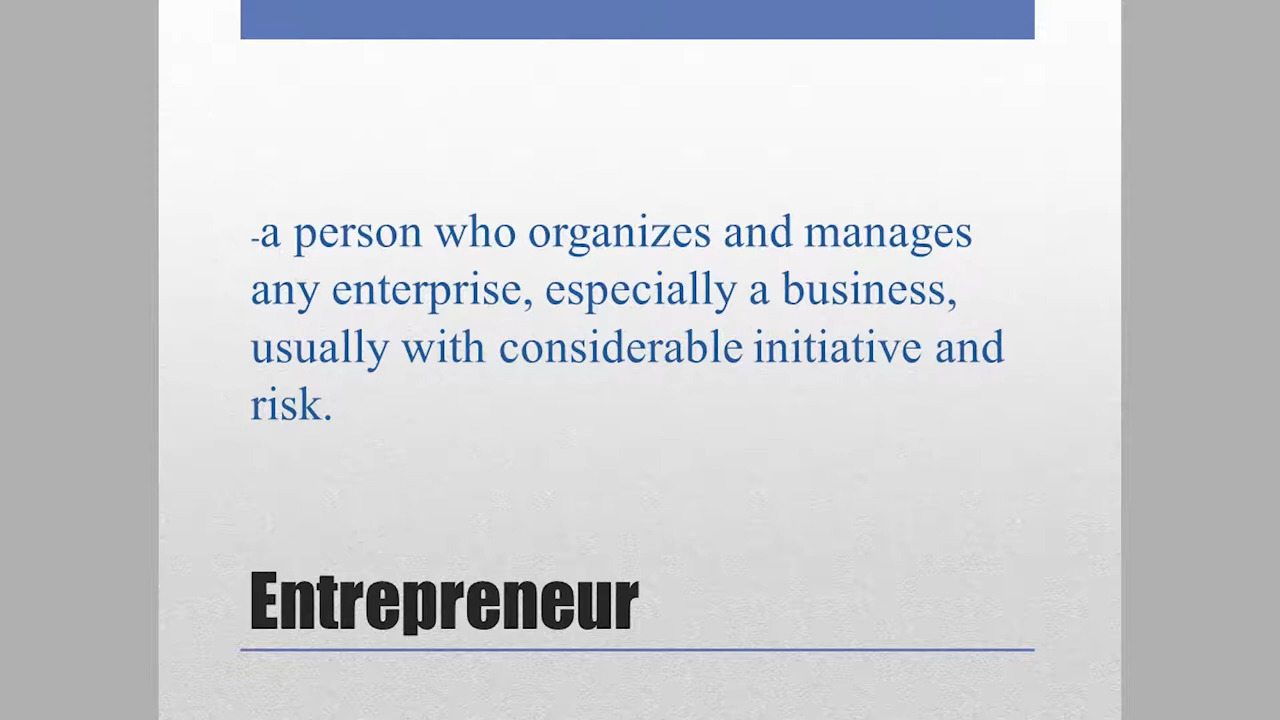 -a person who organizes and manages
any enterprise, especially a business,
usually with considerable initiative and
risk.
Entrepreneur